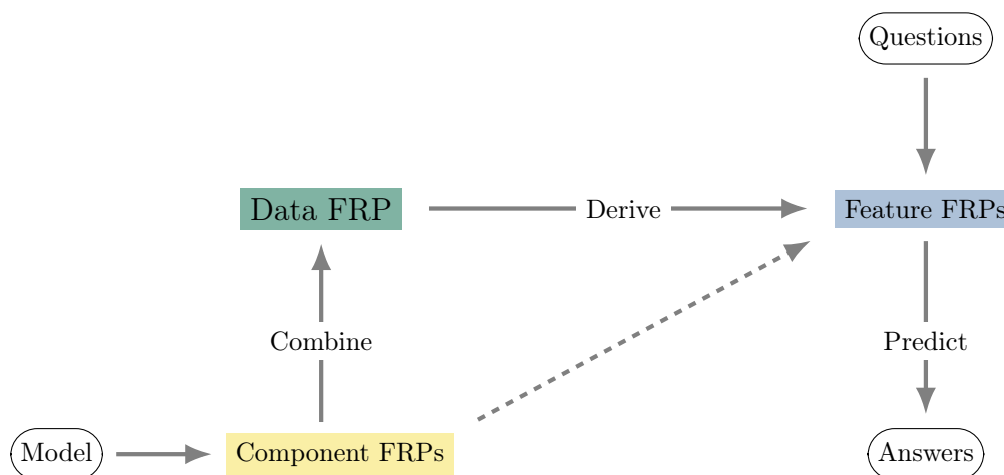 Questions
Data FRP
Derive
Feature FRPs
Combine
Predict
Model
Component FRPs
Answers